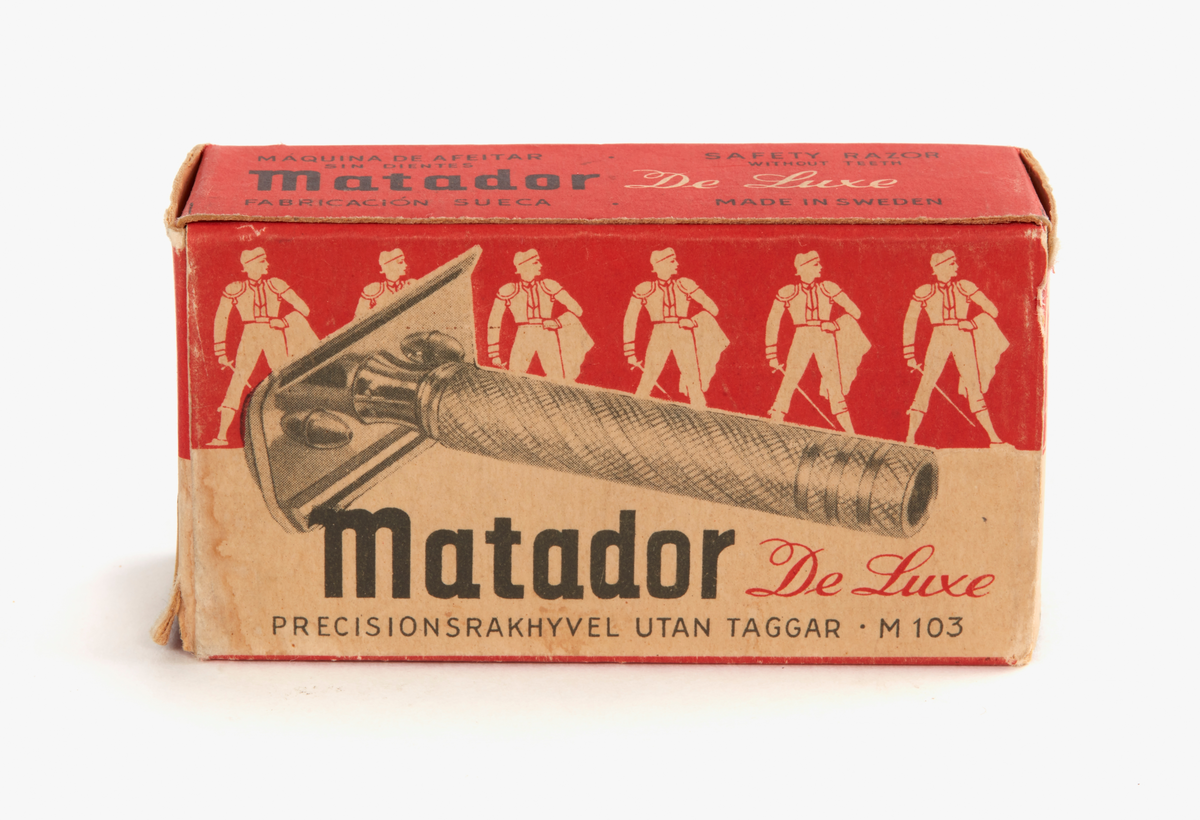 MAQUINA DE AFEITAR · SAFETY RAZOR
SIN DIENTES WITHOUT TEETH
Matador De Luxe
FABRICACIÓN SUECA · MADE IN SWEDEN
Matador De Luxe
PRECISIONSRAKHYVEL UTAN TAGGAR · M 103